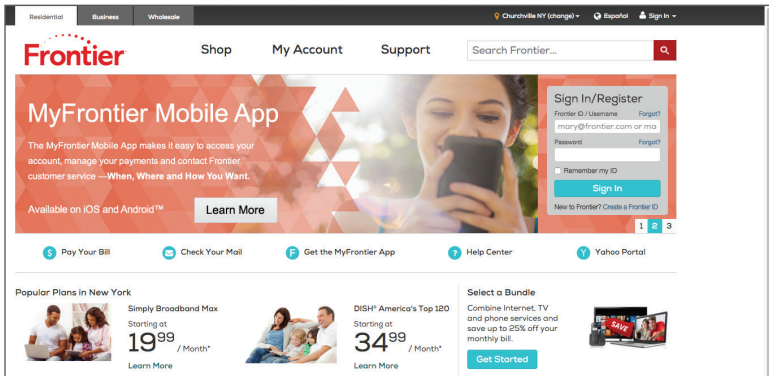 Residential Business Wholesale Churchville NY (change) Español Sign In
Frontier Shop My Account Support Search Frontier...
MyFrontier Mobile App
The MyFrontier Mobile App makes it easy to access your
account, manage your payments and contact Frontier
customer service —When, Where and How You Want.
Available on iOS and Android™ Learn More
Sign In/Register
Frontier ID / Username Forgot?
mary@frontier.com or ma
Password Forgot?
Remember my ID
Sign In
New to Frontier? Create a Frontier ID
1 2 3
$ Pay Your Bill Check Your Mail F Get the MyFrontier App ? Help Center Y Yahoo Portal
Popular Plans in New York
Simply Broadband Max
Starting at
1999 / Month*
Learn More
DISH® America's Top 120
Starting at
3499 / Month*
Learn More
Select a Bundle
Combine Internet, TV
and phone services and
save up to 25% off your
monthly bill.
Get Started
SAVE